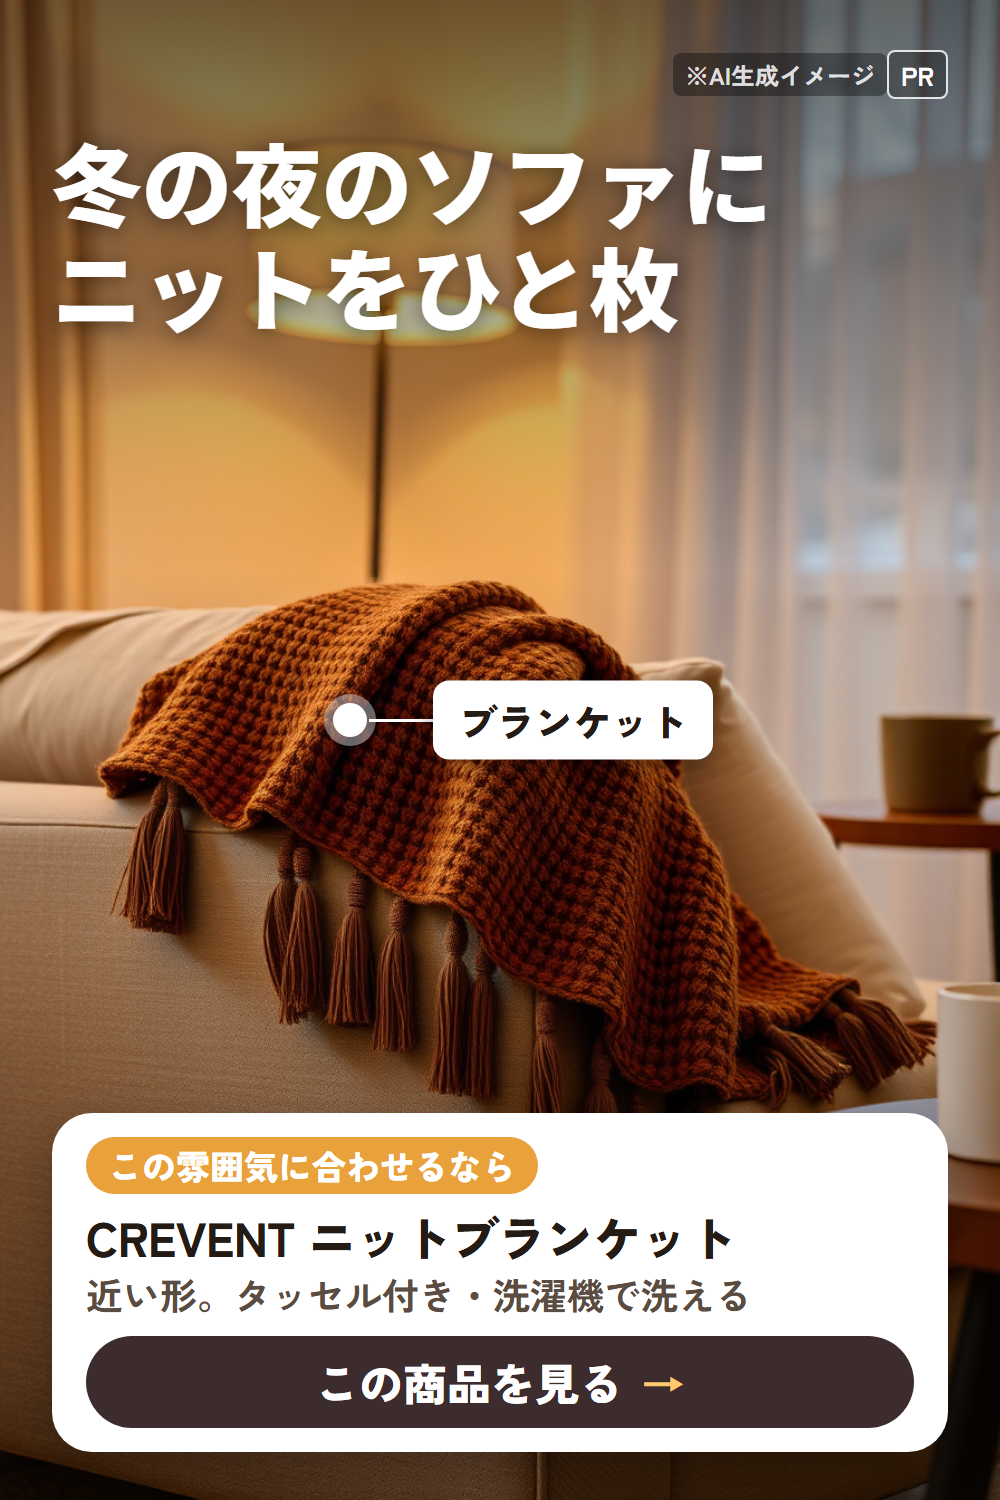 ※AI生成イメージ PR
冬の夜のソファに
ニットをひと枚
ブランケット
この雰囲気に合わせるなら
CREVENT ニットブランケット
近い形。タッセル付き・洗濯機で洗える
この商品を見る →